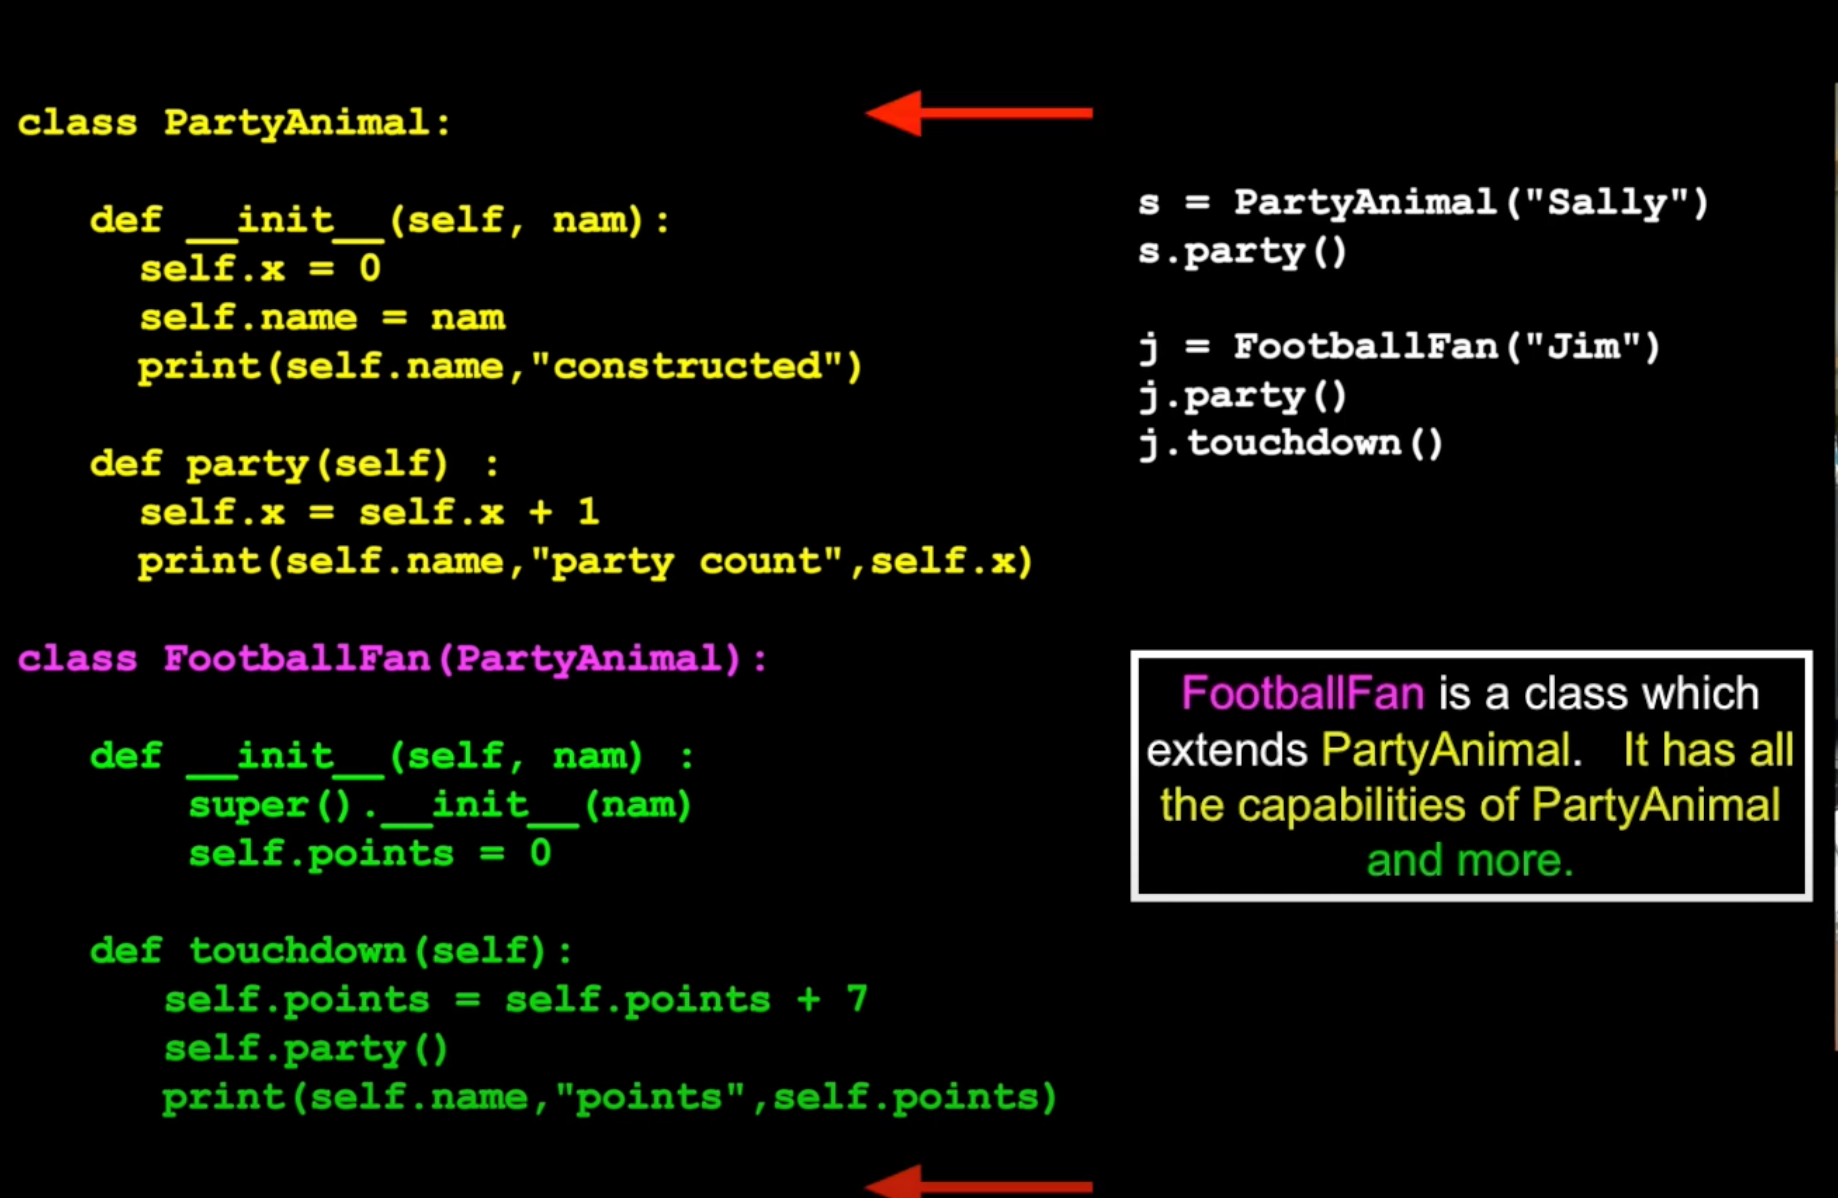 class PartyAnimal:
def __init__(self, nam):
self.x = 0
self.name = nam
print(self.name,"constructed")
def party(self) :
self.x = self.x + 1
print(self.name,"party count",self.x)
class FootballFan(PartyAnimal):
def __init__(self, nam) :
super().__init__(nam)
self.points = 0
def touchdown(self):
self.points = self.points + 7
self.party()
print(self.name,"points",self.points)
s = PartyAnimal("Sally")
s.party()
j = FootballFan("Jim")
j.party()
j.touchdown()
FootballFan is a class which
extends PartyAnimal. It has all
the capabilities of PartyAnimal
and more.